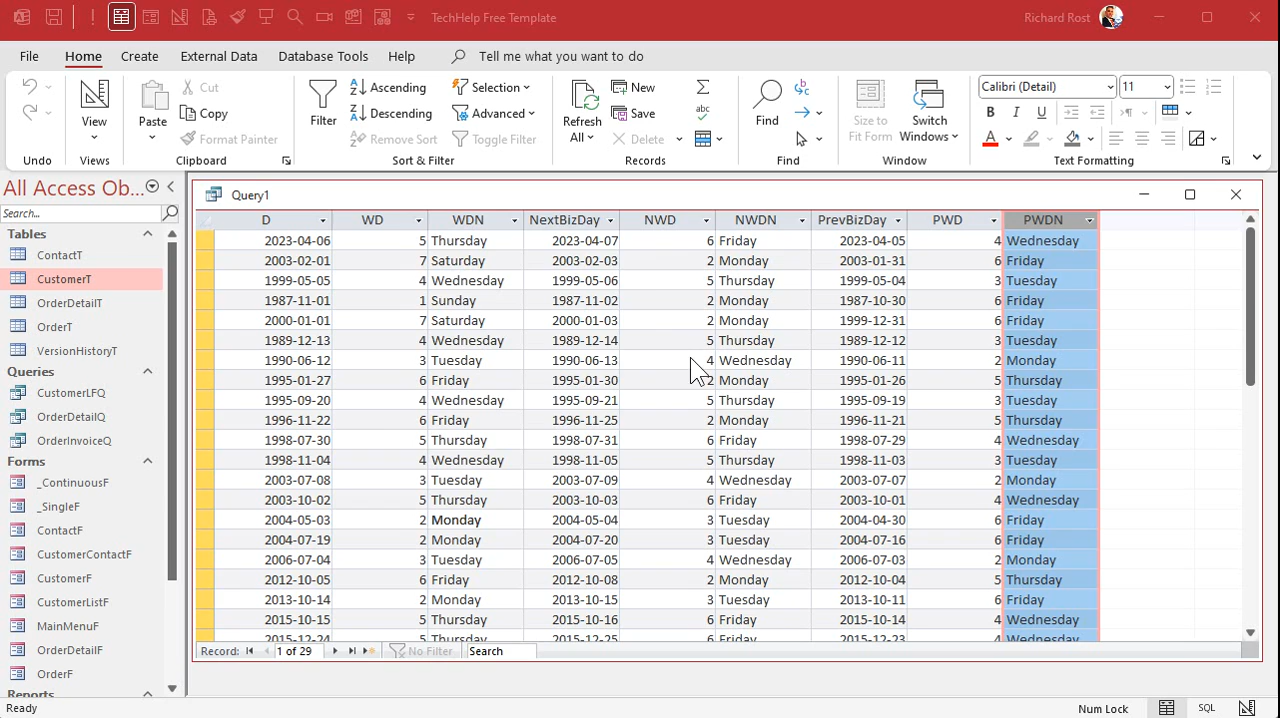 TechHelp Free Template
Richard Rost
File Home Create External Data Database Tools Help Tell me what you want to do
Undo
View
Views
Paste
Cut
Copy
Format Painter
Clipboard
Filter
Ascending
Descending
Remove Sort
Selection
Advanced
Toggle Filter
Sort & Filter
Refresh
All
New
Save
Delete
Records
Find
Find
Size to
Fit Form
Switch
Windows
Window
Calibri (Detail) 11
Text Formatting
All Access Ob...
Search...
Tables
ContactT
CustomerT
OrderDetailT
OrderT
VersionHistoryT
Queries
CustomerLFQ
OrderDetailQ
OrderInvoiceQ
Forms
_ContinuousF
_SingleF
ContactF
CustomerContactF
CustomerF
CustomerListF
MainMenuF
OrderDetailF
OrderF
Reports
Query1
D WD WDN NextBizDay NWD NWDN PrevBizDay PWD PWDN
2023-04-06 5 Thursday 2023-04-07 6 Friday 2023-04-05 4 Wednesday
2003-02-01 7 Saturday 2003-02-03 2 Monday 2003-01-31 6 Friday
1999-05-05 4 Wednesday 1999-05-06 5 Thursday 1999-05-04 3 Tuesday
1987-11-01 1 Sunday 1987-11-02 2 Monday 1987-10-30 6 Friday
2000-01-01 7 Saturday 2000-01-03 2 Monday 1999-12-31 6 Friday
1989-12-13 4 Wednesday 1989-12-14 5 Thursday 1989-12-12 3 Tuesday
1990-06-12 3 Tuesday 1990-06-13 4 Wednesday 1990-06-11 2 Monday
1995-01-27 6 Friday 1995-01-30 2 Monday 1995-01-26 5 Thursday
1995-09-20 4 Wednesday 1995-09-21 5 Thursday 1995-09-19 3 Tuesday
1996-11-22 6 Friday 1996-11-25 2 Monday 1996-11-21 5 Thursday
1998-07-30 5 Thursday 1998-07-31 6 Friday 1998-07-29 4 Wednesday
1998-11-04 4 Wednesday 1998-11-05 5 Thursday 1998-11-03 3 Tuesday
2003-07-08 3 Tuesday 2003-07-09 4 Wednesday 2003-07-07 2 Monday
2003-10-02 5 Thursday 2003-10-03 6 Friday 2003-10-01 4 Wednesday
2004-05-03 2 Monday 2004-05-04 3 Tuesday 2004-04-30 6 Friday
2004-07-19 2 Monday 2004-07-20 3 Tuesday 2004-07-16 6 Friday
2006-07-04 3 Tuesday 2006-07-05 4 Wednesday 2006-07-03 2 Monday
2012-10-05 6 Friday 2012-10-08 2 Monday 2012-10-04 5 Thursday
2013-10-14 2 Monday 2013-10-15 3 Tuesday 2013-10-11 6 Friday
2015-10-15 5 Thursday 2015-10-16 6 Friday 2015-10-14 4 Wednesday
2015-12-24 5 Thursday 2015-12-25 6 Friday 2015-12-23 4 Wednesday
Record: 1 of 29 No Filter Search
Ready
Num Lock SQL